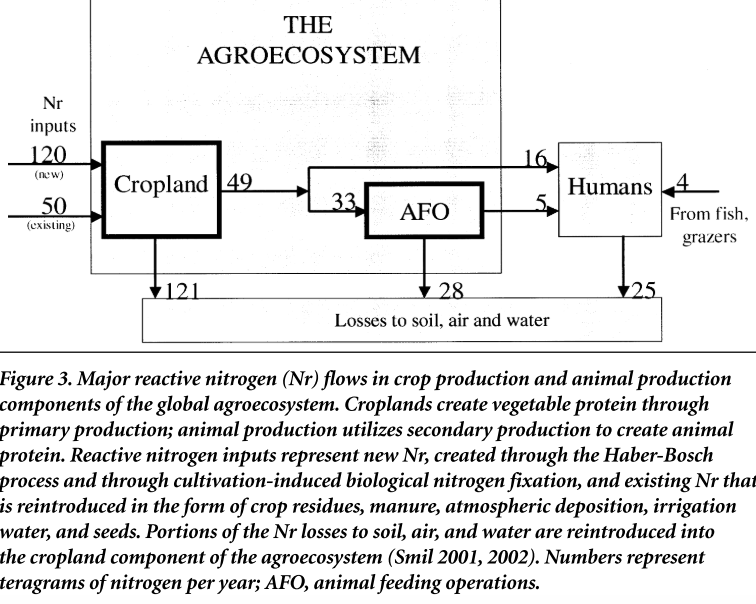 THE
AGROECOSYSTEM
Nr
inputs
120
(new)
50
(existing)
Cropland
49
33
AFO
16
5
Humans
4
From fish,
grazers
121
28
25
Losses to soil, air and water
Figure 3. Major reactive nitrogen (Nr) flows in crop production and animal production
components of the global agroecosystem. Croplands create vegetable protein through
primary production; animal production utilizes secondary production to create animal
protein. Reactive nitrogen inputs represent new Nr, created through the Haber-Bosch
process and through cultivation-induced biological nitrogen fixation, and existing Nr that
is reintroduced in the form of crop residues, manure, atmospheric deposition, irrigation
water, and seeds. Portions of the Nr losses to soil, air, and water are reintroduced into
the cropland component of the agroecosystem (Smil 2001, 2002). Numbers represent
teragrams of nitrogen per year; AFO, animal feeding operations.